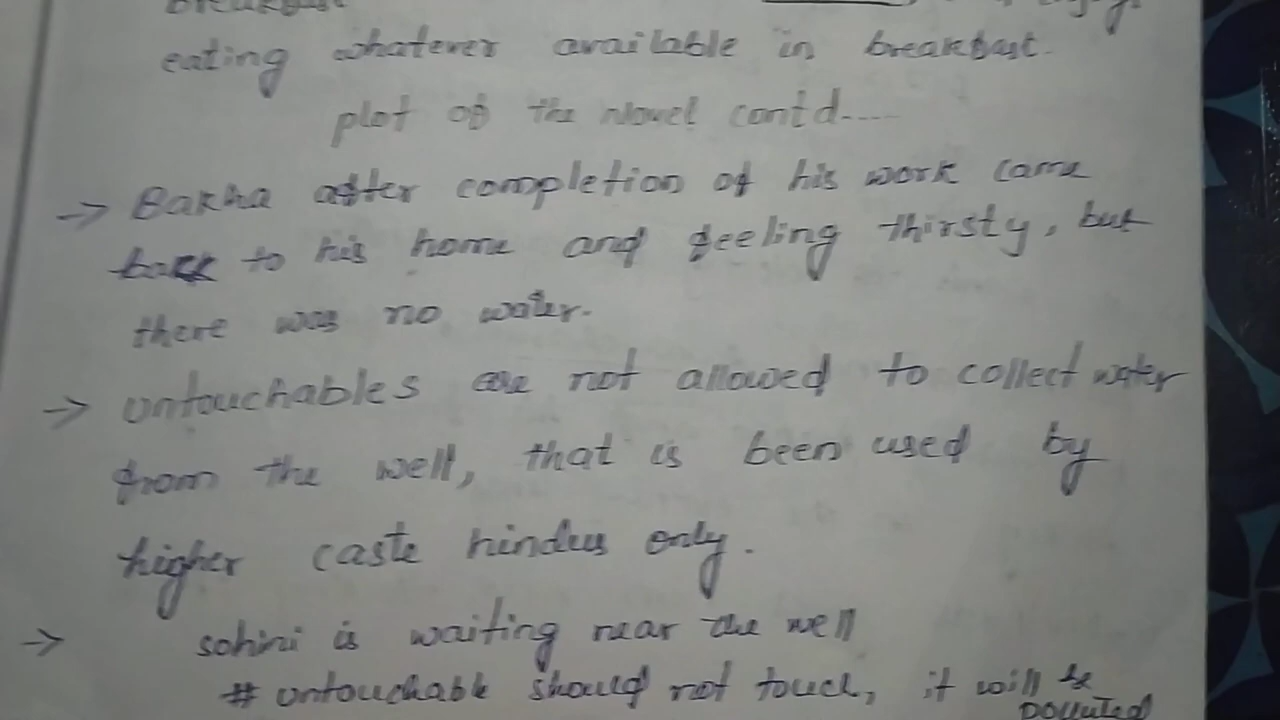 eating whatever available in breakfast.
plot of the Novel contd....
→ Bakha after completion of his work came
back to his home and feeling thirsty, but
there was no water.
→ Untouchables are not allowed to collect water
from the well, that is been used by
higher caste hindus only.
→ sohini is waiting near the well
# untouchable should not touch, it will be
polluted